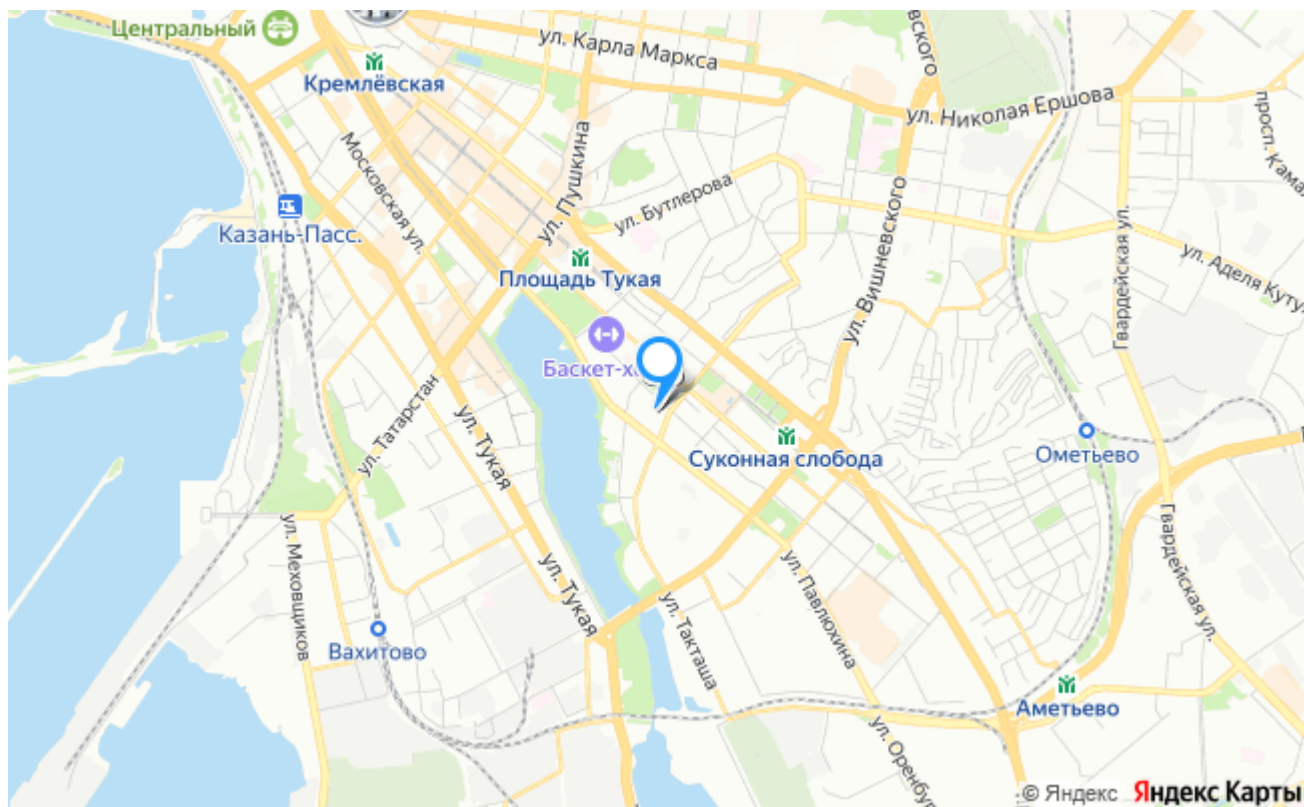 Центральный
ул. Карла Маркса
Кремлёвская
ул. Николая Ершова
Московская ул.
ул. Пушкина
ул. Бутлерова
Казань-Пасс.
Площадь Тукая
ул. Вишневского
Гвардейская ул.
ул. Аделя Куту
Баскет-х
ул. Татарстан
ул. Тукая
Суконная слобода
Ометьево
ул. Меховщиков
ул. Тукая
ул. Павлюхина
Гвардейская ул.
Вахитово
ул. Такташа
Аметьево
ул. Оренбур
© Яндекс Яндекс Карты